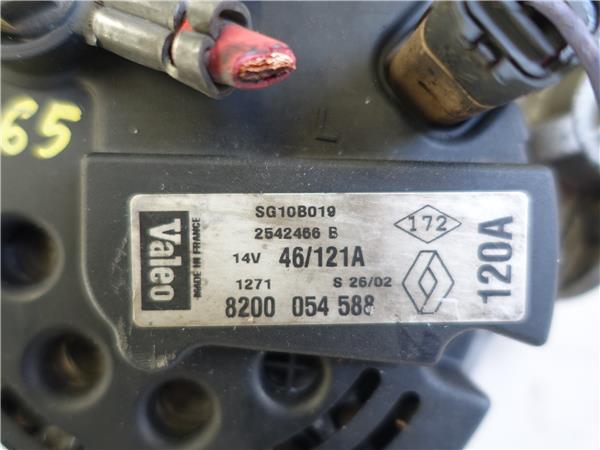 65
Valeo
MADE IN FRANCE
SG10B019
2542466 B
14V 46/121A
1271 S 26/02
8200 054 588
172
120A